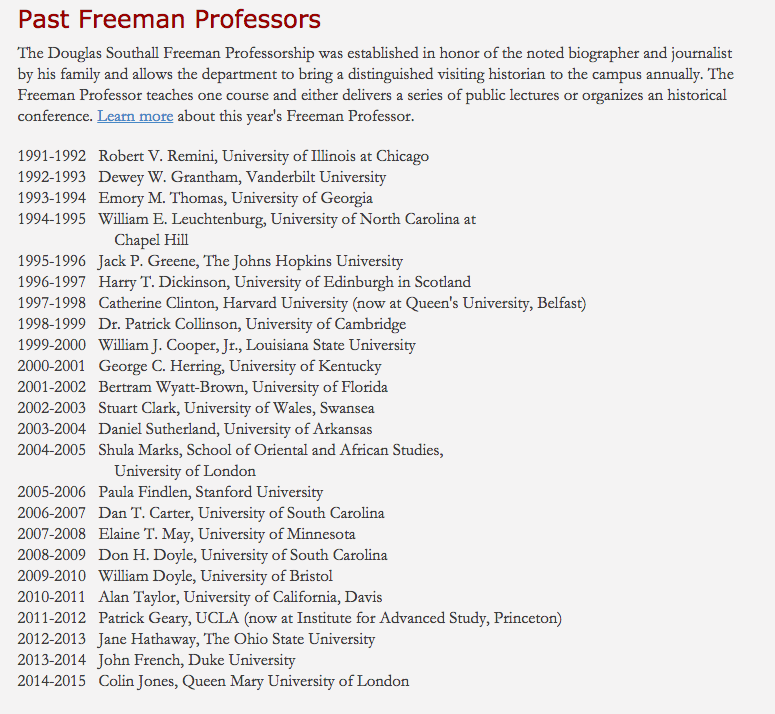 Past Freeman Professors
The Douglas Southall Freeman Professorship was established in honor of the noted biographer and journalist
by his family and allows the department to bring a distinguished visiting historian to the campus annually. The
Freeman Professor teaches one course and either delivers a series of public lectures or organizes an historical
conference. Learn more about this year's Freeman Professor.
1991-1992 Robert V. Remini, University of Illinois at Chicago
1992-1993 Dewey W. Grantham, Vanderbilt University
1993-1994 Emory M. Thomas, University of Georgia
1994-1995 William E. Leuchtenburg, University of North Carolina at
Chapel Hill
1995-1996 Jack P. Greene, The Johns Hopkins University
1996-1997 Harry T. Dickinson, University of Edinburgh in Scotland
1997-1998 Catherine Clinton, Harvard University (now at Queen's University, Belfast)
1998-1999 Dr. Patrick Collinson, University of Cambridge
1999-2000 William J. Cooper, Jr., Louisiana State University
2000-2001 George C. Herring, University of Kentucky
2001-2002 Bertram Wyatt-Brown, University of Florida
2002-2003 Stuart Clark, University of Wales, Swansea
2003-2004 Daniel Sutherland, University of Arkansas
2004-2005 Shula Marks, School of Oriental and African Studies,
University of London
2005-2006 Paula Findlen, Stanford University
2006-2007 Dan T. Carter, University of South Carolina
2007-2008 Elaine T. May, University of Minnesota
2008-2009 Don H. Doyle, University of South Carolina
2009-2010 William Doyle, University of Bristol
2010-2011 Alan Taylor, University of California, Davis
2011-2012 Patrick Geary, UCLA (now at Institute for Advanced Study, Princeton)
2012-2013 Jane Hathaway, The Ohio State University
2013-2014 John French, Duke University
2014-2015 Colin Jones, Queen Mary University of London